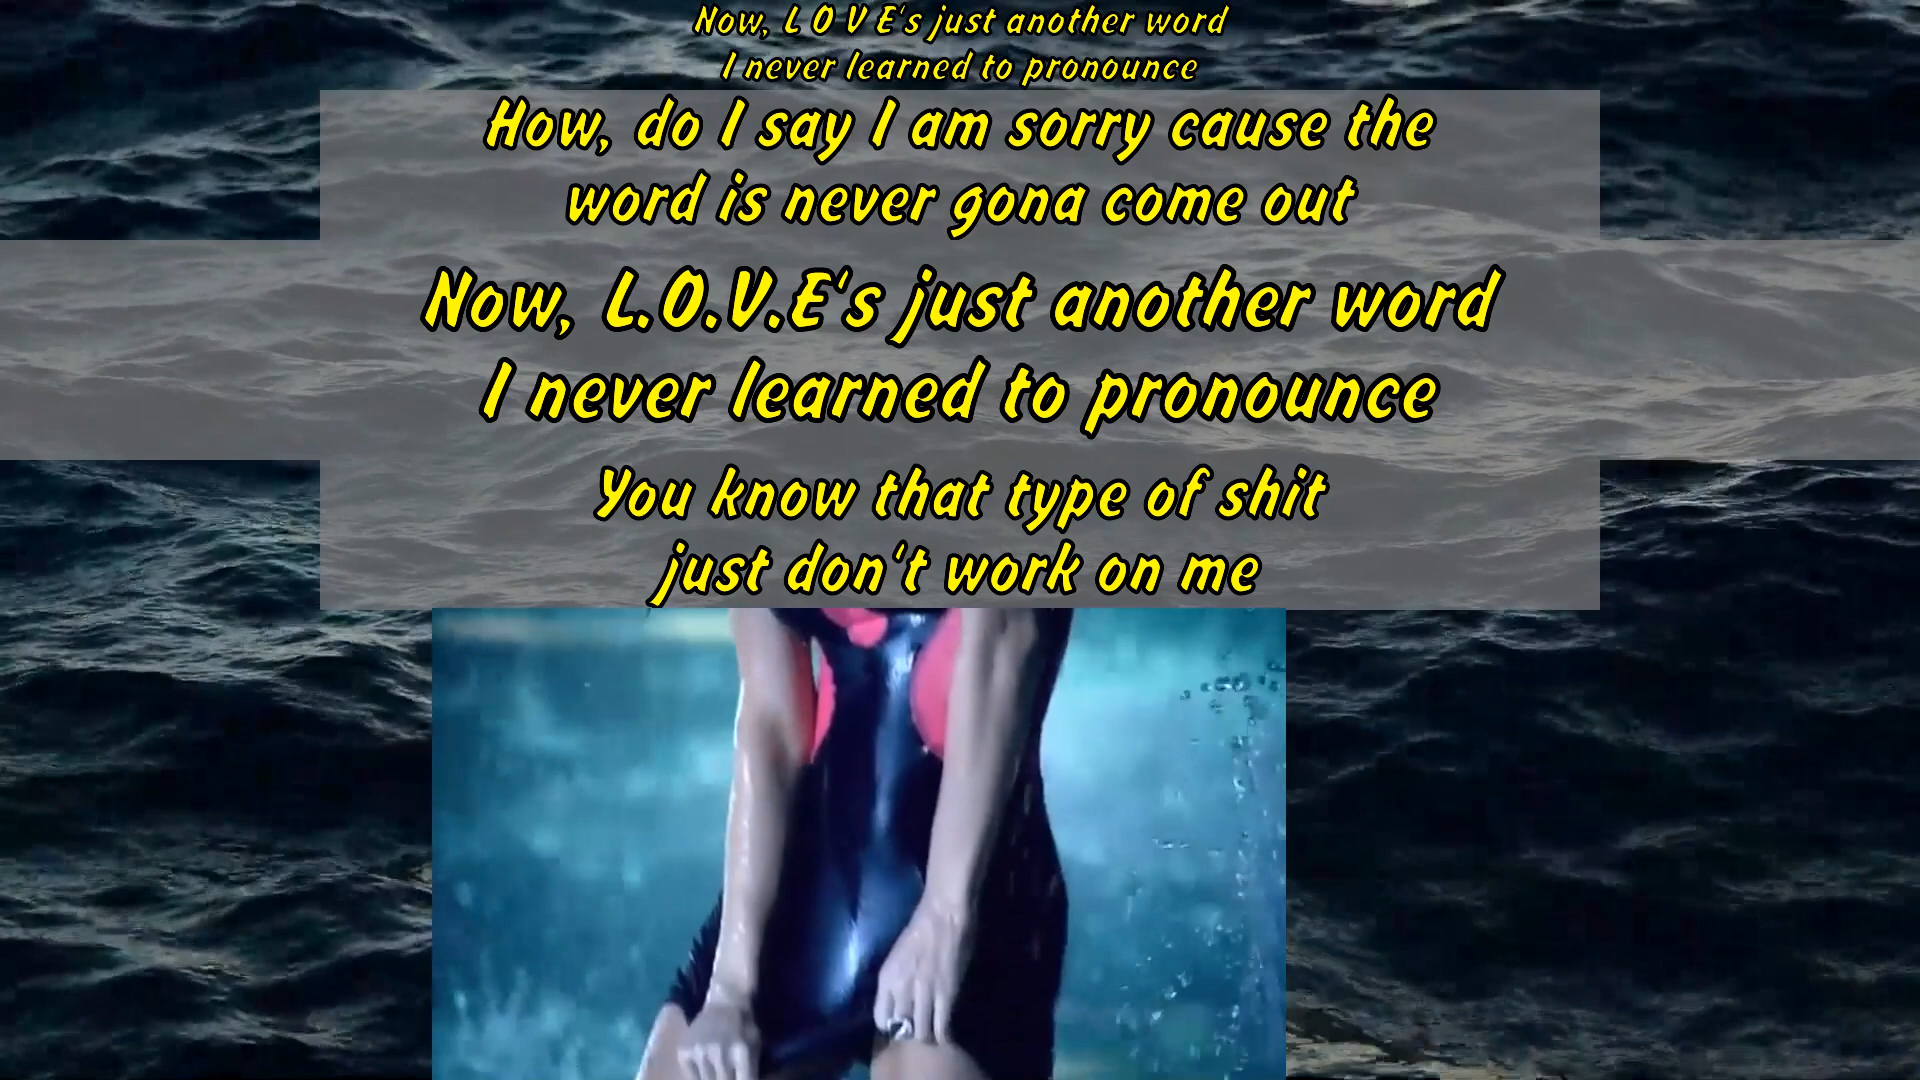 Now, L O V E's just another word
I never learned to pronounce
How, do I say I am sorry cause the
word is never gona come out
Now, L.O.V.E's just another word
I never learned to pronounce
You know that type of shit
just don't work on me